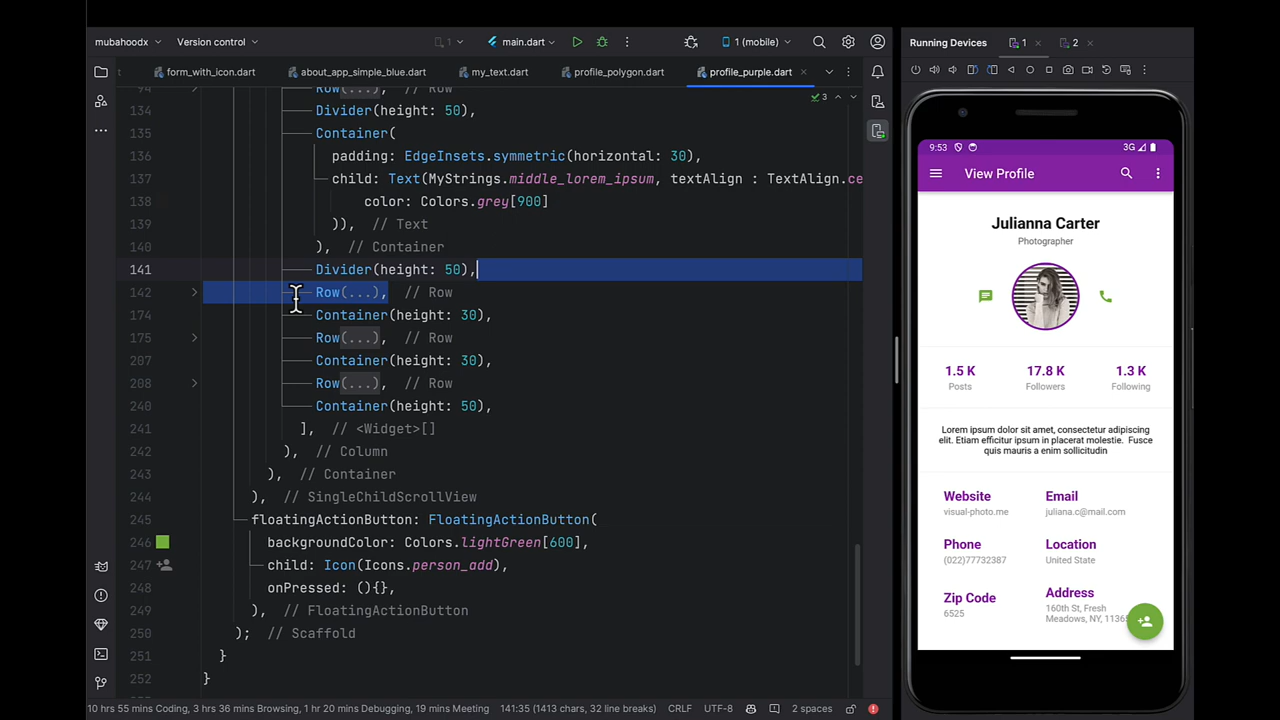 mubahoodx Version control 1 main.dart 1 (mobile) Running Devices 1 2
form_with_icon.dart about_app_simple_blue.dart my_text.dart profile_polygon.dart profile_purple.dart
3
94 Row(...), // Row
134 Divider(height: 50),
135 Container(
136 padding: EdgeInsets.symmetric(horizontal: 30),
137 child: Text(MyStrings.middle_lorem_ipsum, textAlign : TextAlign.ce
138 color: Colors.grey[900]
139 )), // Text
140 ), // Container
141 Divider(height: 50),
142 Row(...), // Row
174 Container(height: 30),
175 Row(...), // Row
207 Container(height: 30),
208 Row(...), // Row
240 Container(height: 50),
241 ], // <Widget>[]
242 ), // Column
243 ), // Container
244 ), // SingleChildScrollView
245 floatingActionButton: FloatingActionButton(
246 backgroundColor: Colors.lightGreen[600],
247 child: Icon(Icons.person_add),
248 onPressed: (){},
249 ), // FloatingActionButton
250 ); // Scaffold
251 }
252 }
10 hrs 55 mins Coding, 3 hrs 36 mins Browsing, 1 hr 20 mins Debugging, 19 mins Meeting 141:35 (1413 chars, 32 line breaks) CRLF UTF-8 2 spaces
9:53 3G
View Profile
Julianna Carter
Photographer
1.5 K 17.8 K 1.3 K
Posts Followers Following
Lorem ipsum dolor sit amet, consectetur adipiscing
elit. Etiam efficitur ipsum in placerat molestie. Fusce
quis mauris a enim sollicitudin
Website Email
visual-photo.me juliana.c@mail.com
Phone Location
(022)77732387 United State
Zip Code Address
6525 160th St, Fresh
Meadows, NY, 11365